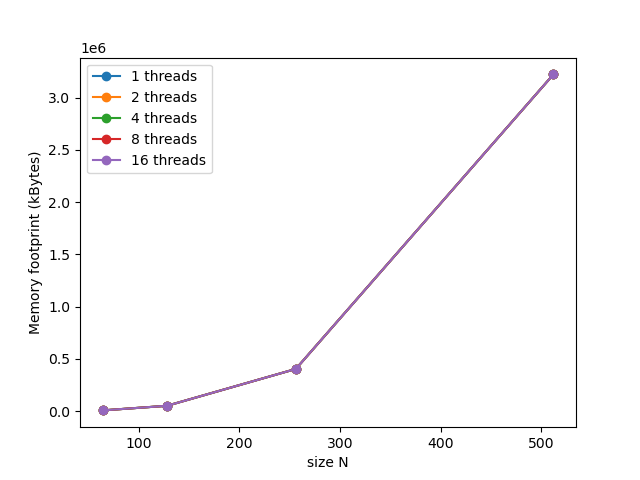 1e6
1 threads
2 threads
4 threads
8 threads
16 threads
3.0
2.5
2.0
1.5
1.0
0.5
0.0
Memory footprint (kBytes)
100 200 300 400 500
size N